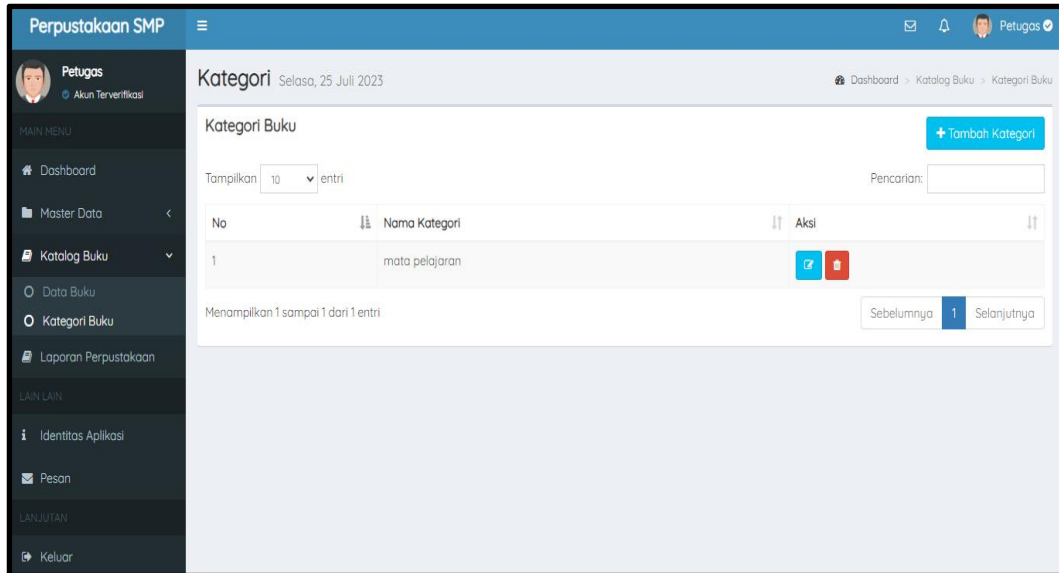 Perpustakaan SMP
Petugas
Petugas
Akun Terverifikasi
MAIN MENU
Dashboard
Master Data
Katalog Buku
Data Buku
Kategori Buku
Laporan Perpustakaan
LAIN LAIN
Identitas Aplikasi
Pesan
LANJUTAN
Keluar
Kategori Selasa, 25 Juli 2023
Dashboard > Katalog Buku > Kategori Buku
Kategori Buku
Tambah Kategori
Tampilkan 10 entri
Pencarian:
No Nama Kategori Aksi
1 mata pelajaran
Menampilkan 1 sampai 1 dari 1 entri
Sebelumnya 1 Selanjutnya